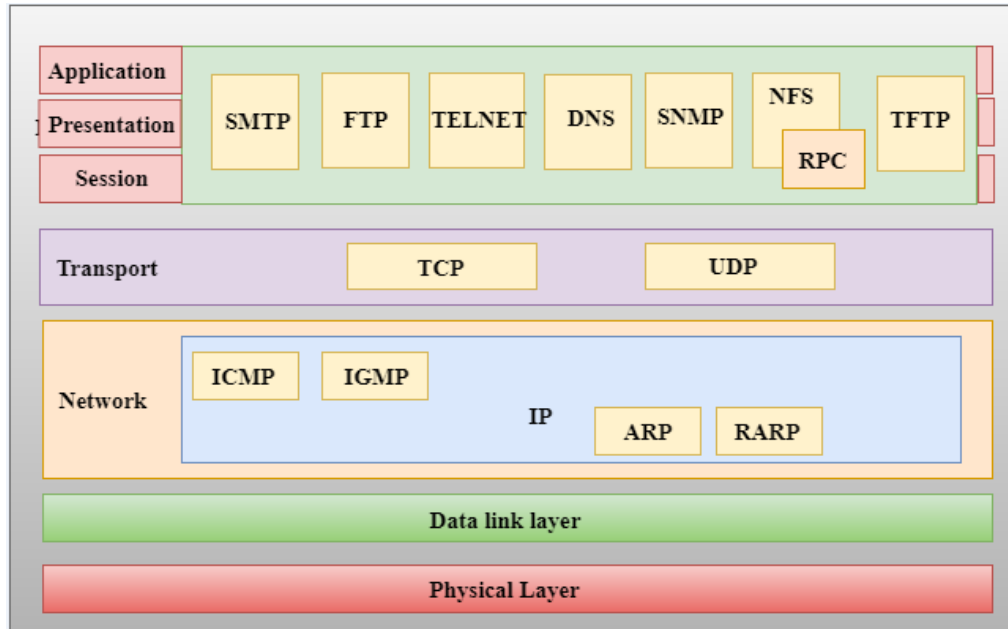 Application
Presentation
Session
SMTP
FTP
TELNET
DNS
SNMP
NFS
RPC
TFTP
Transport
TCP
UDP
Network
ICMP
IGMP
IP
ARP
RARP
Data link layer
Physical Layer